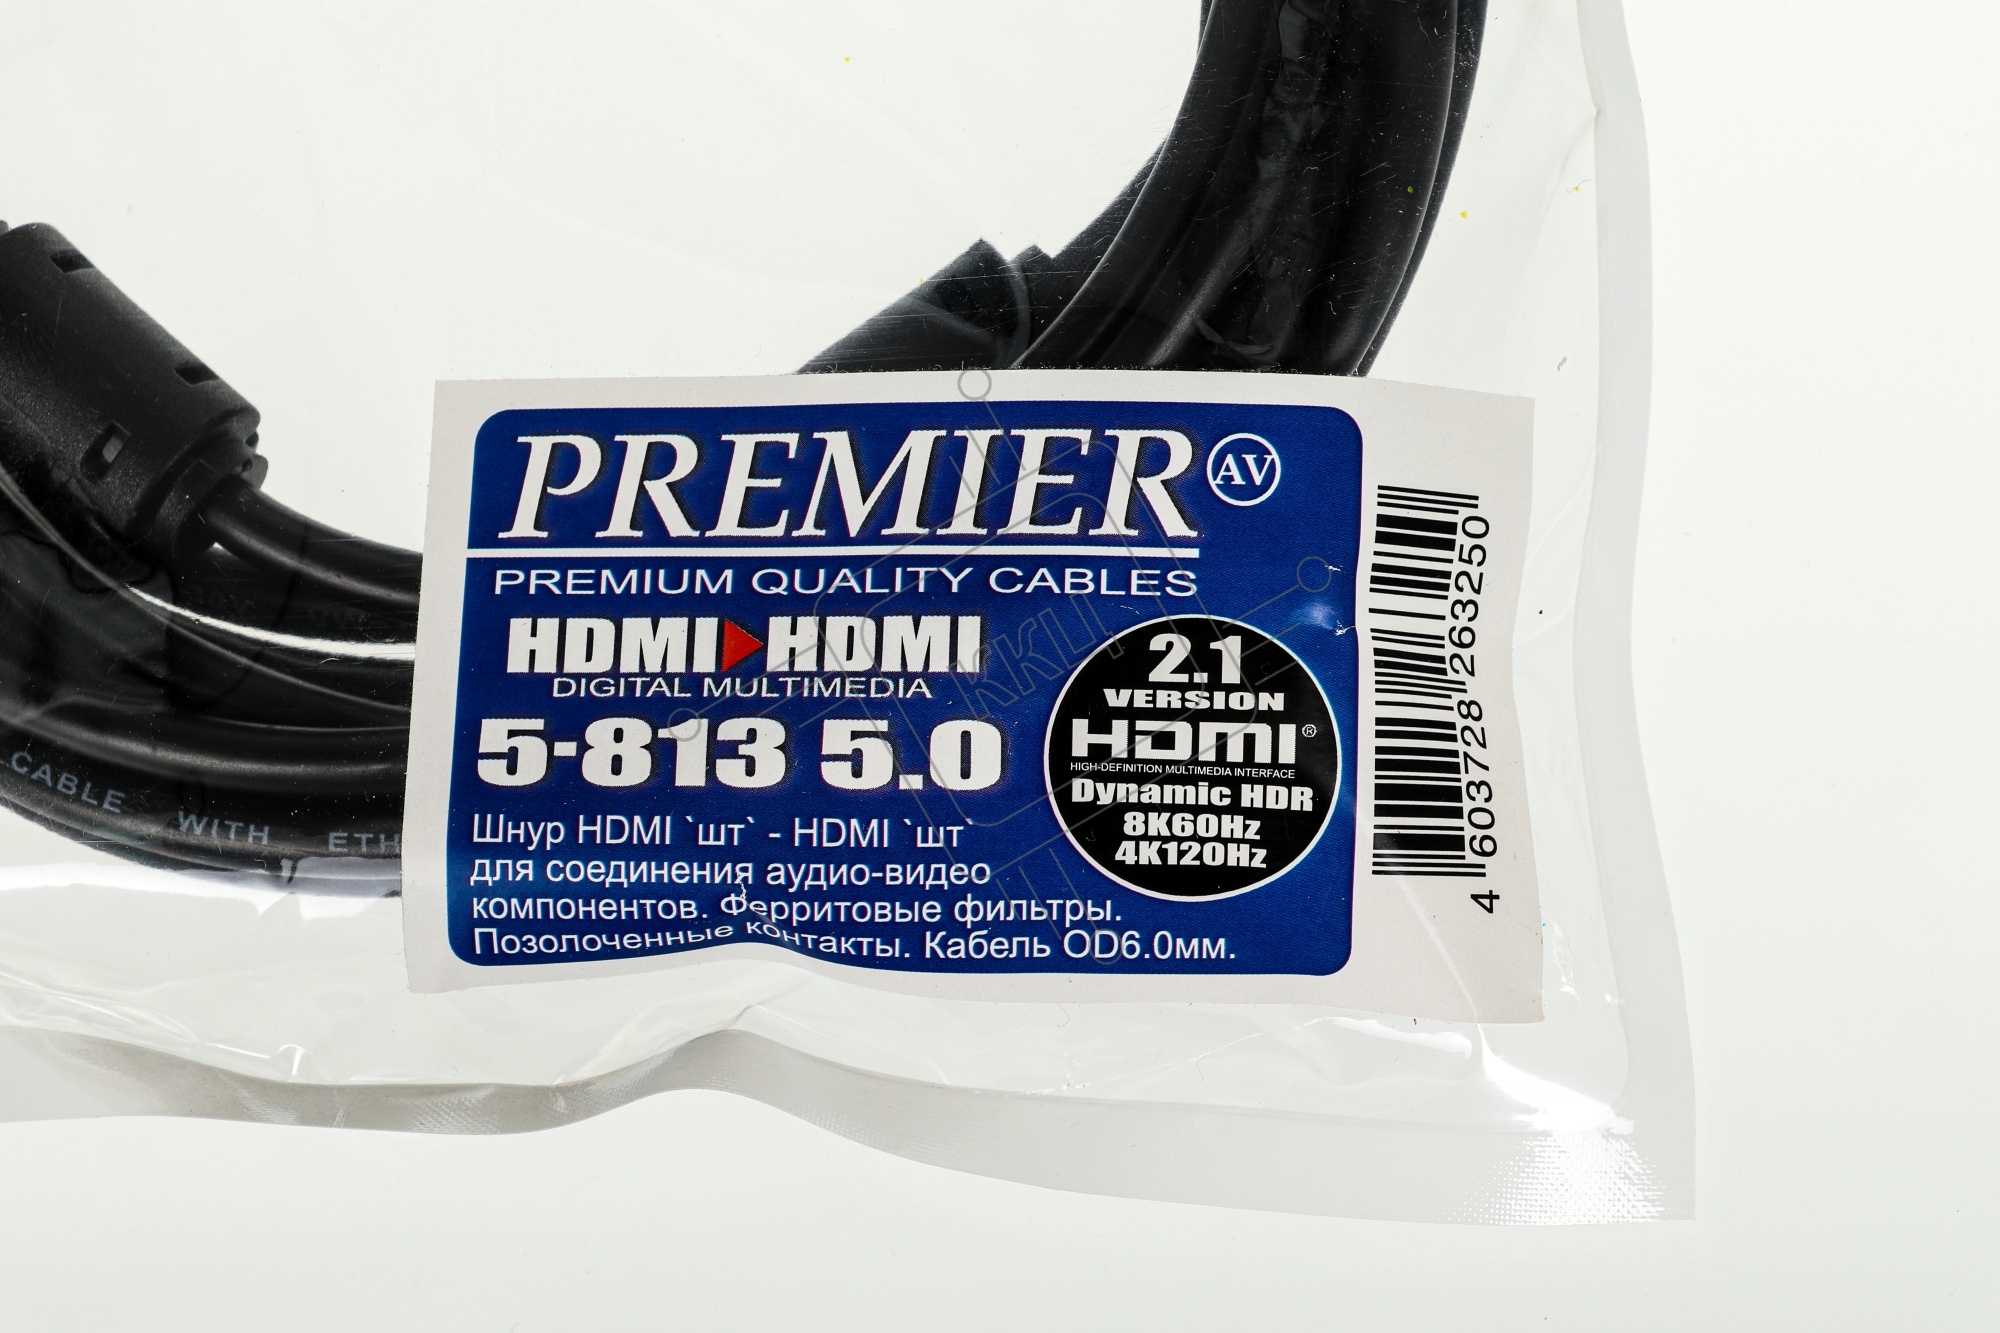 PREMIER AV
PREMIUM QUALITY CABLES
HDMI HDMI
DIGITAL MULTIMEDIA
5-813 5.0
Шнур HDMI `шт` - HDMI `шт`
для соединения аудио-видео
компонентов. Ферритовые фильтры.
Позолоченные контакты. Кабель OD6.0мм.
2.1
VERSION
HDMI®
HIGH-DEFINITION MULTIMEDIA INTERFACE
Dynamic HDR
8K60Hz
4K120Hz
4 603728 263250
CABLE WITH ETH
ККЦ